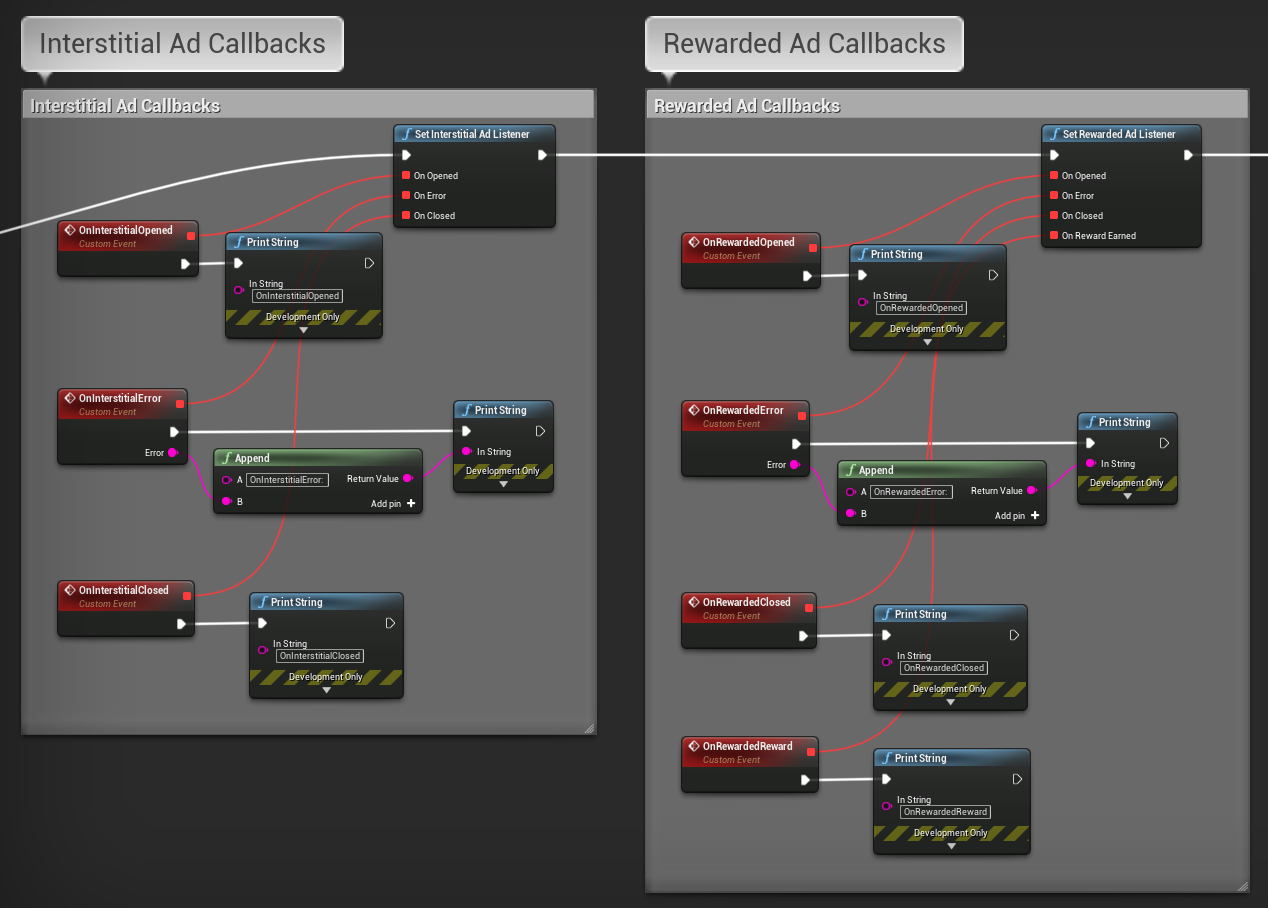 Interstitial Ad Callbacks
Interstitial Ad Callbacks
Set Interstitial Ad Listener
On Opened
On Error
On Closed
OnInterstitialOpened
Custom Event
Print String
In String
OnInterstitialOpened
Development Only
OnInterstitialError
Custom Event
Error
Append
A OnInterstitialError: Return Value
B
Add pin +
Print String
In String
Development Only
OnInterstitialClosed
Custom Event
Print String
In String
OnInterstitialClosed
Development Only
Rewarded Ad Callbacks
Rewarded Ad Callbacks
Set Rewarded Ad Listener
On Opened
On Error
On Closed
On Reward Earned
OnRewardedOpened
Custom Event
Print String
In String
OnRewardedOpened
Development Only
OnRewardedError
Custom Event
Error
Append
A OnRewardedError: Return Value
B
Add pin +
Print String
In String
Development Only
OnRewardedClosed
Custom Event
Print String
In String
OnRewardedClosed
Development Only
OnRewardedReward
Custom Event
Print String
In String
OnRewardedReward
Development Only